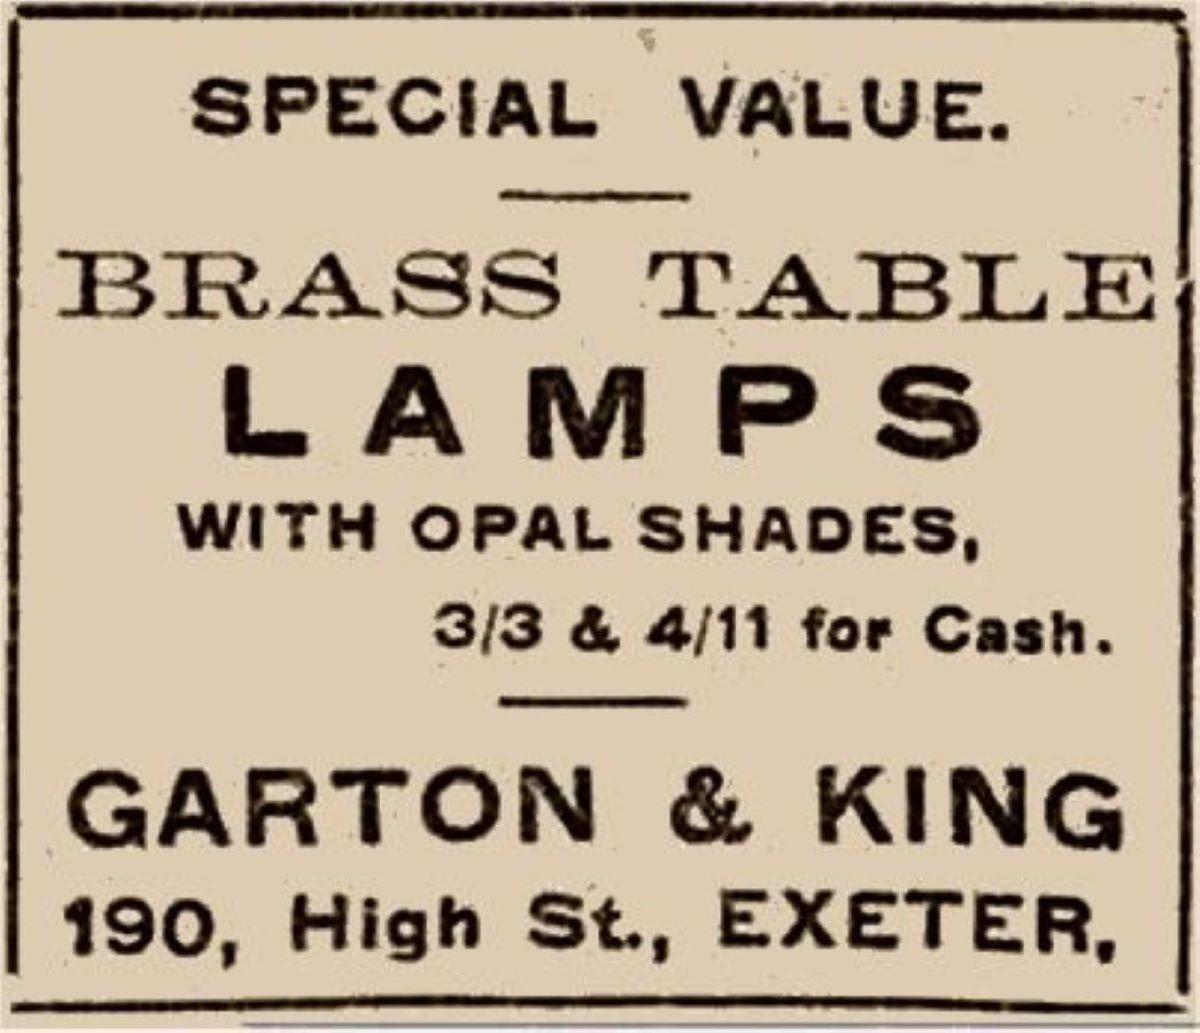 SPECIAL VALUE.
BRASS TABLE
LAMPS
WITH OPAL SHADES,
3/3 & 4/11 for Cash.
GARTON & KING
190, High St., EXETER,